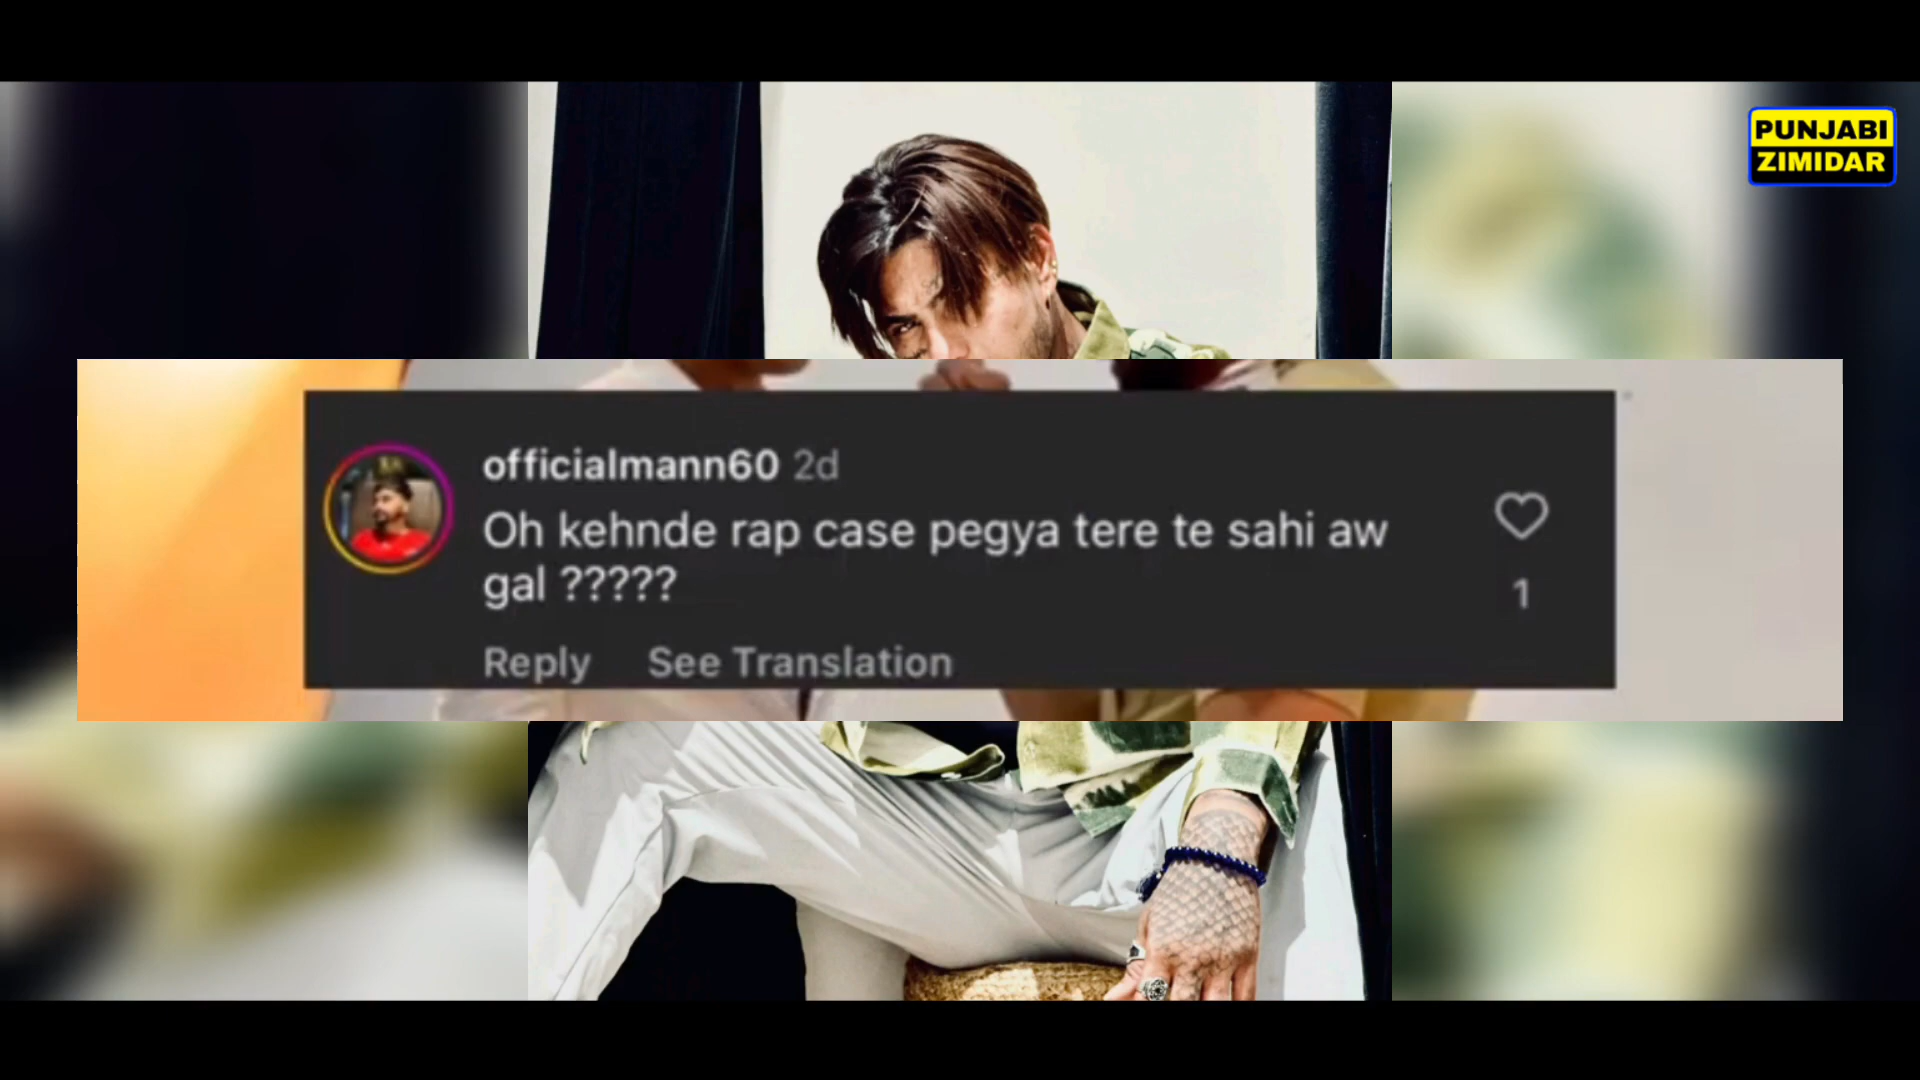 PUNJABI
ZIMIDAR
officialmann60 2d
Oh kehnde rap case pegya tere te sahi aw
gal ?????
1
Reply See Translation